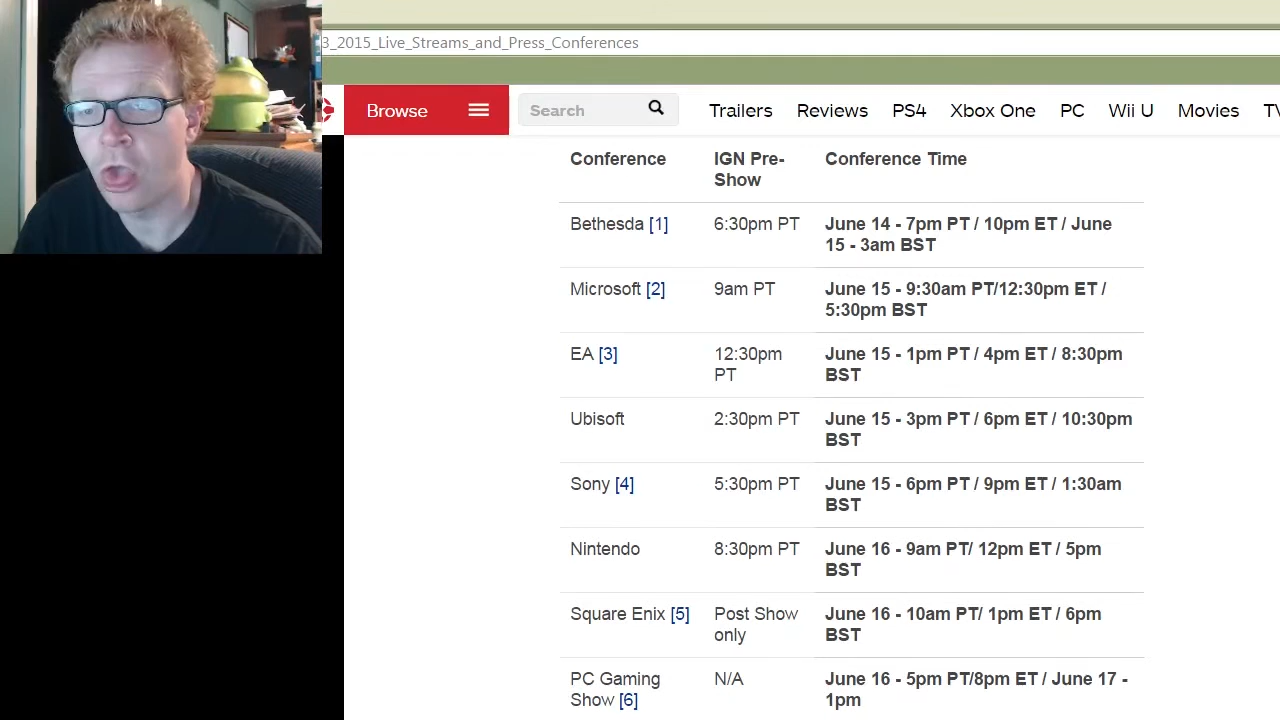 3_2015_Live_Streams_and_Press_Conferences
Browse Search Trailers Reviews PS4 Xbox One PC Wii U Movies TV
Conference IGN Pre-Show Conference Time
Bethesda [1] 6:30pm PT June 14 - 7pm PT / 10pm ET / June
15 - 3am BST
Microsoft [2] 9am PT June 15 - 9:30am PT/12:30pm ET /
5:30pm BST
EA [3] 12:30pm PT June 15 - 1pm PT / 4pm ET / 8:30pm
BST
Ubisoft 2:30pm PT June 15 - 3pm PT / 6pm ET / 10:30pm
BST
Sony [4] 5:30pm PT June 15 - 6pm PT / 9pm ET / 1:30am
BST
Nintendo 8:30pm PT June 16 - 9am PT/ 12pm ET / 5pm
BST
Square Enix [5] Post Show only June 16 - 10am PT/ 1pm ET / 6pm
BST
PC Gaming Show [6] N/A June 16 - 5pm PT/8pm ET / June 17 -
1pm